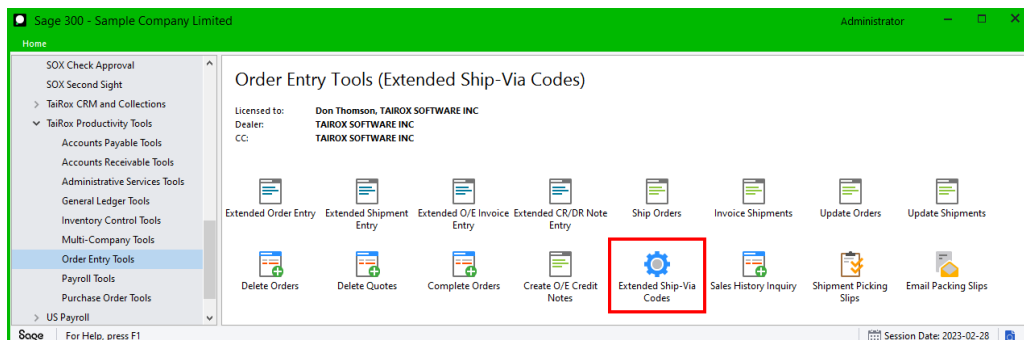 Sage 300 - Sample Company Limited
Administrator
Home
SOX Check Approval
SOX Second Sight
TaiRox CRM and Collections
TaiRox Productivity Tools
Accounts Payable Tools
Accounts Receivable Tools
Administrative Services Tools
General Ledger Tools
Inventory Control Tools
Multi-Company Tools
Order Entry Tools
Payroll Tools
Purchase Order Tools
US Payroll
Order Entry Tools (Extended Ship-Via Codes)
Licensed to: Don Thomson, TAIROX SOFTWARE INC
Dealer: TAIROX SOFTWARE INC
CC: TAIROX SOFTWARE INC
Extended Order Entry
Extended Shipment
Entry
Extended O/E Invoice
Entry
Extended CR/DR Note
Entry
Ship Orders
Invoice Shipments
Update Orders
Update Shipments
Delete Orders
Delete Quotes
Complete Orders
Create O/E Credit
Notes
Extended Ship-Via
Codes
Sales History Inquiry
Shipment Picking
Slips
Email Packing Slips
Sage
For Help, press F1
Session Date: 2023-02-28